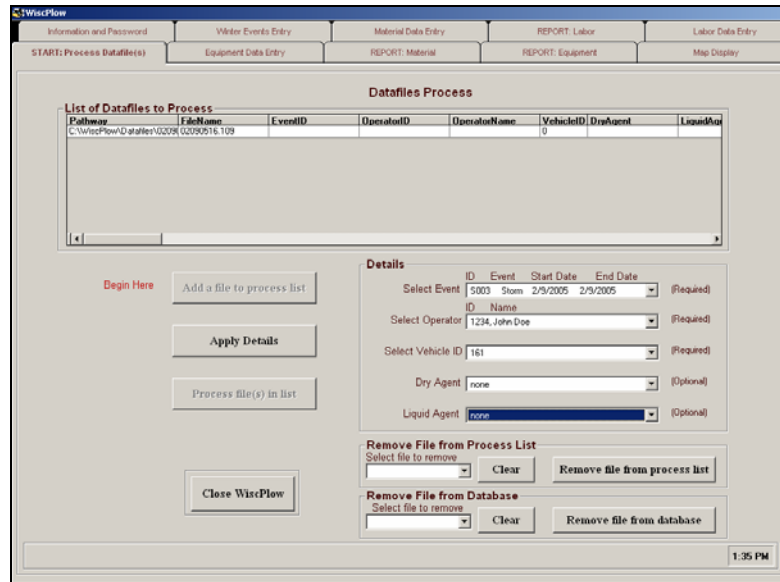 WiscPlow
Information and Password Winter Events Entry Material Data Entry REPORT: Labor Labor Data Entry
START: Process Datafile(s) Equipment Data Entry REPORT: Material REPORT: Equipment Map Display
Datafiles Process
List of Datafiles to Process
Pathway FileName EventID OperatorID OperatorName VehicleID DryAgent LiquidAge
C:\WiscPlow\Datafiles\0209 02090516.109 0
Details
ID Event Start Date End Date
Begin Here Add a file to process list Select Event S003 Storm 2/9/2005 2/9/2005 (Required)
ID Name
Select Operator 1234, John Doe (Required)
Apply Details Select Vehicle ID 161 (Required)
Process file(s) in list Dry Agent none (Optional)
Liquid Agent none (Optional)
Remove File from Process List
Select file to remove
Clear Remove file from process list
Close WiscPlow
Remove File from Database
Select file to remove
Clear Remove file from database
1:35 PM